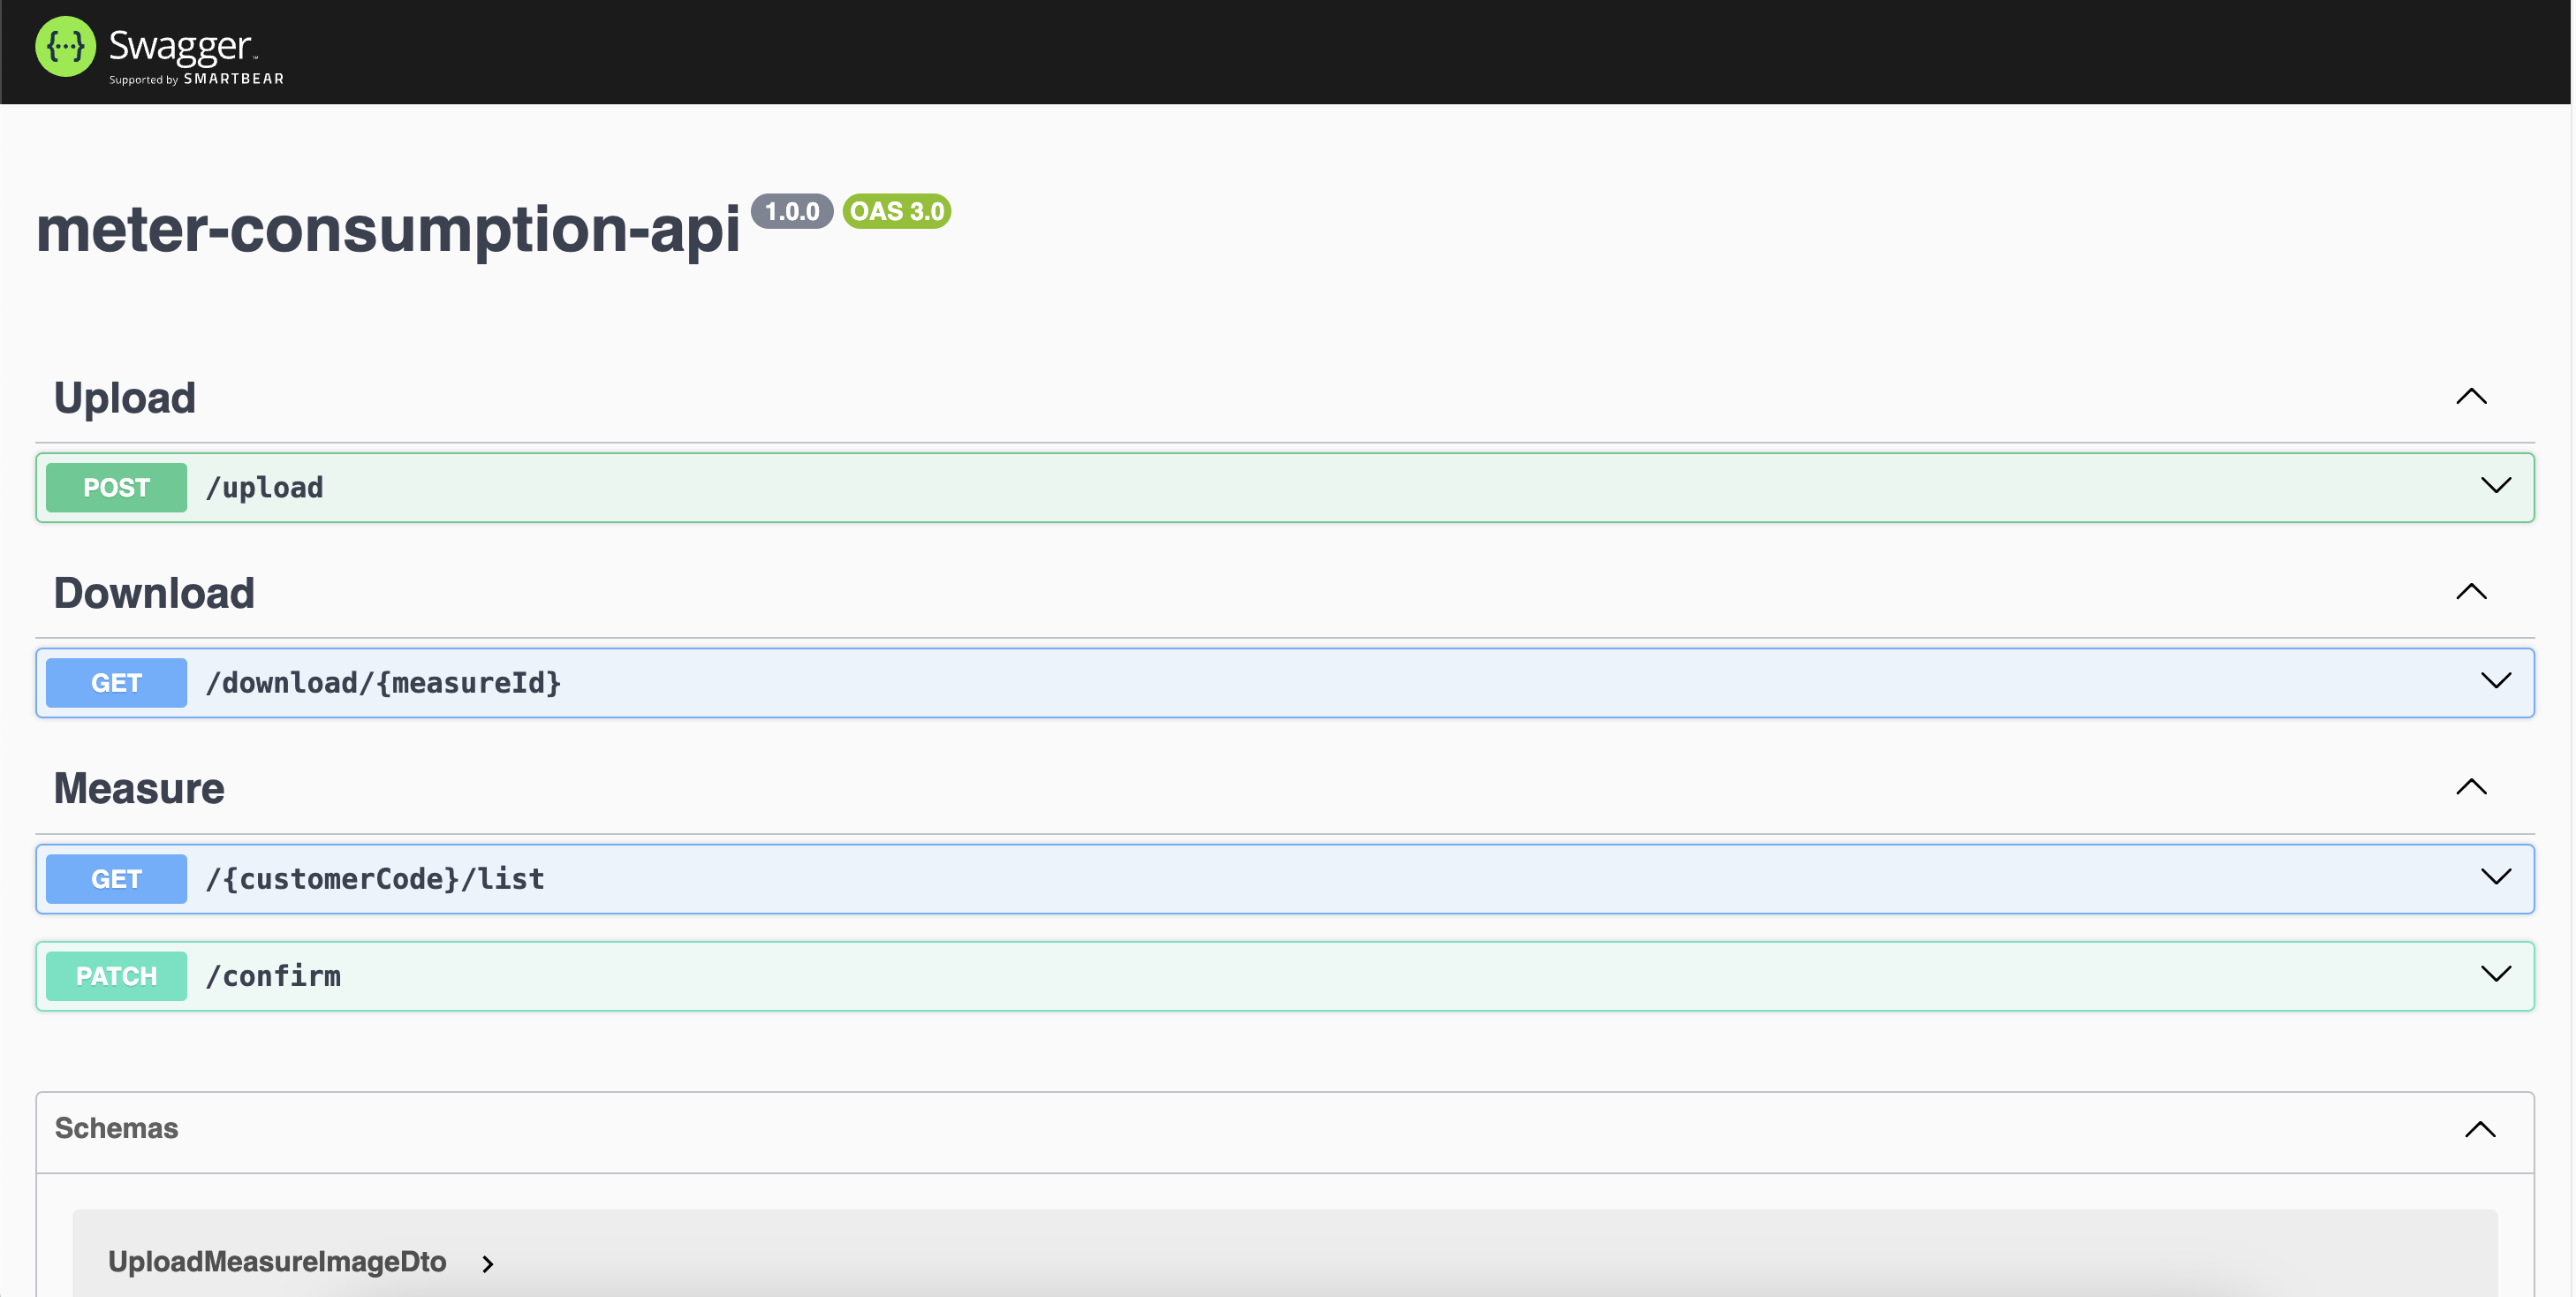 {···} Swagger™
Supported by SMARTBEAR
meter-consumption-api 1.0.0 OAS 3.0
Upload
POST /upload
Download
GET /download/{measureId}
Measure
GET /{customerCode}/list
PATCH /confirm
Schemas
UploadMeasureImageDto